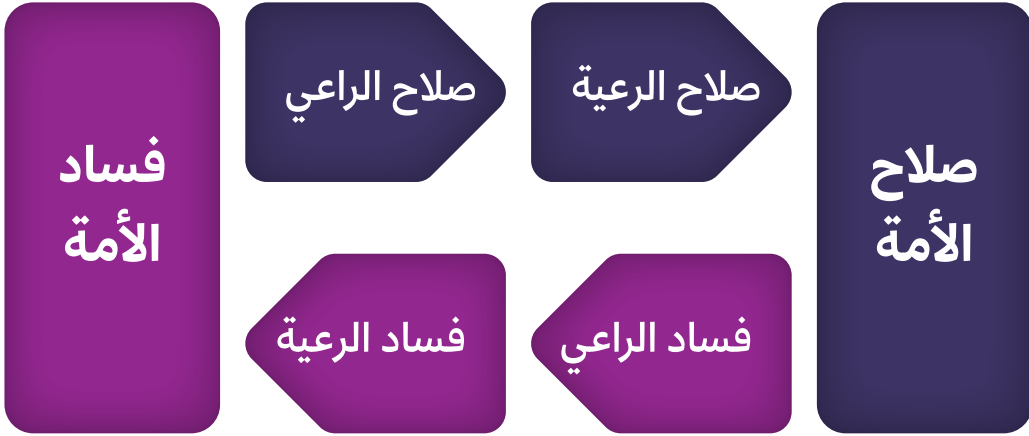 صلاح
الأمة
صلاح الرعية
صلاح الراعي
فساد الراعي
فساد الرعية
فساد
الأمة